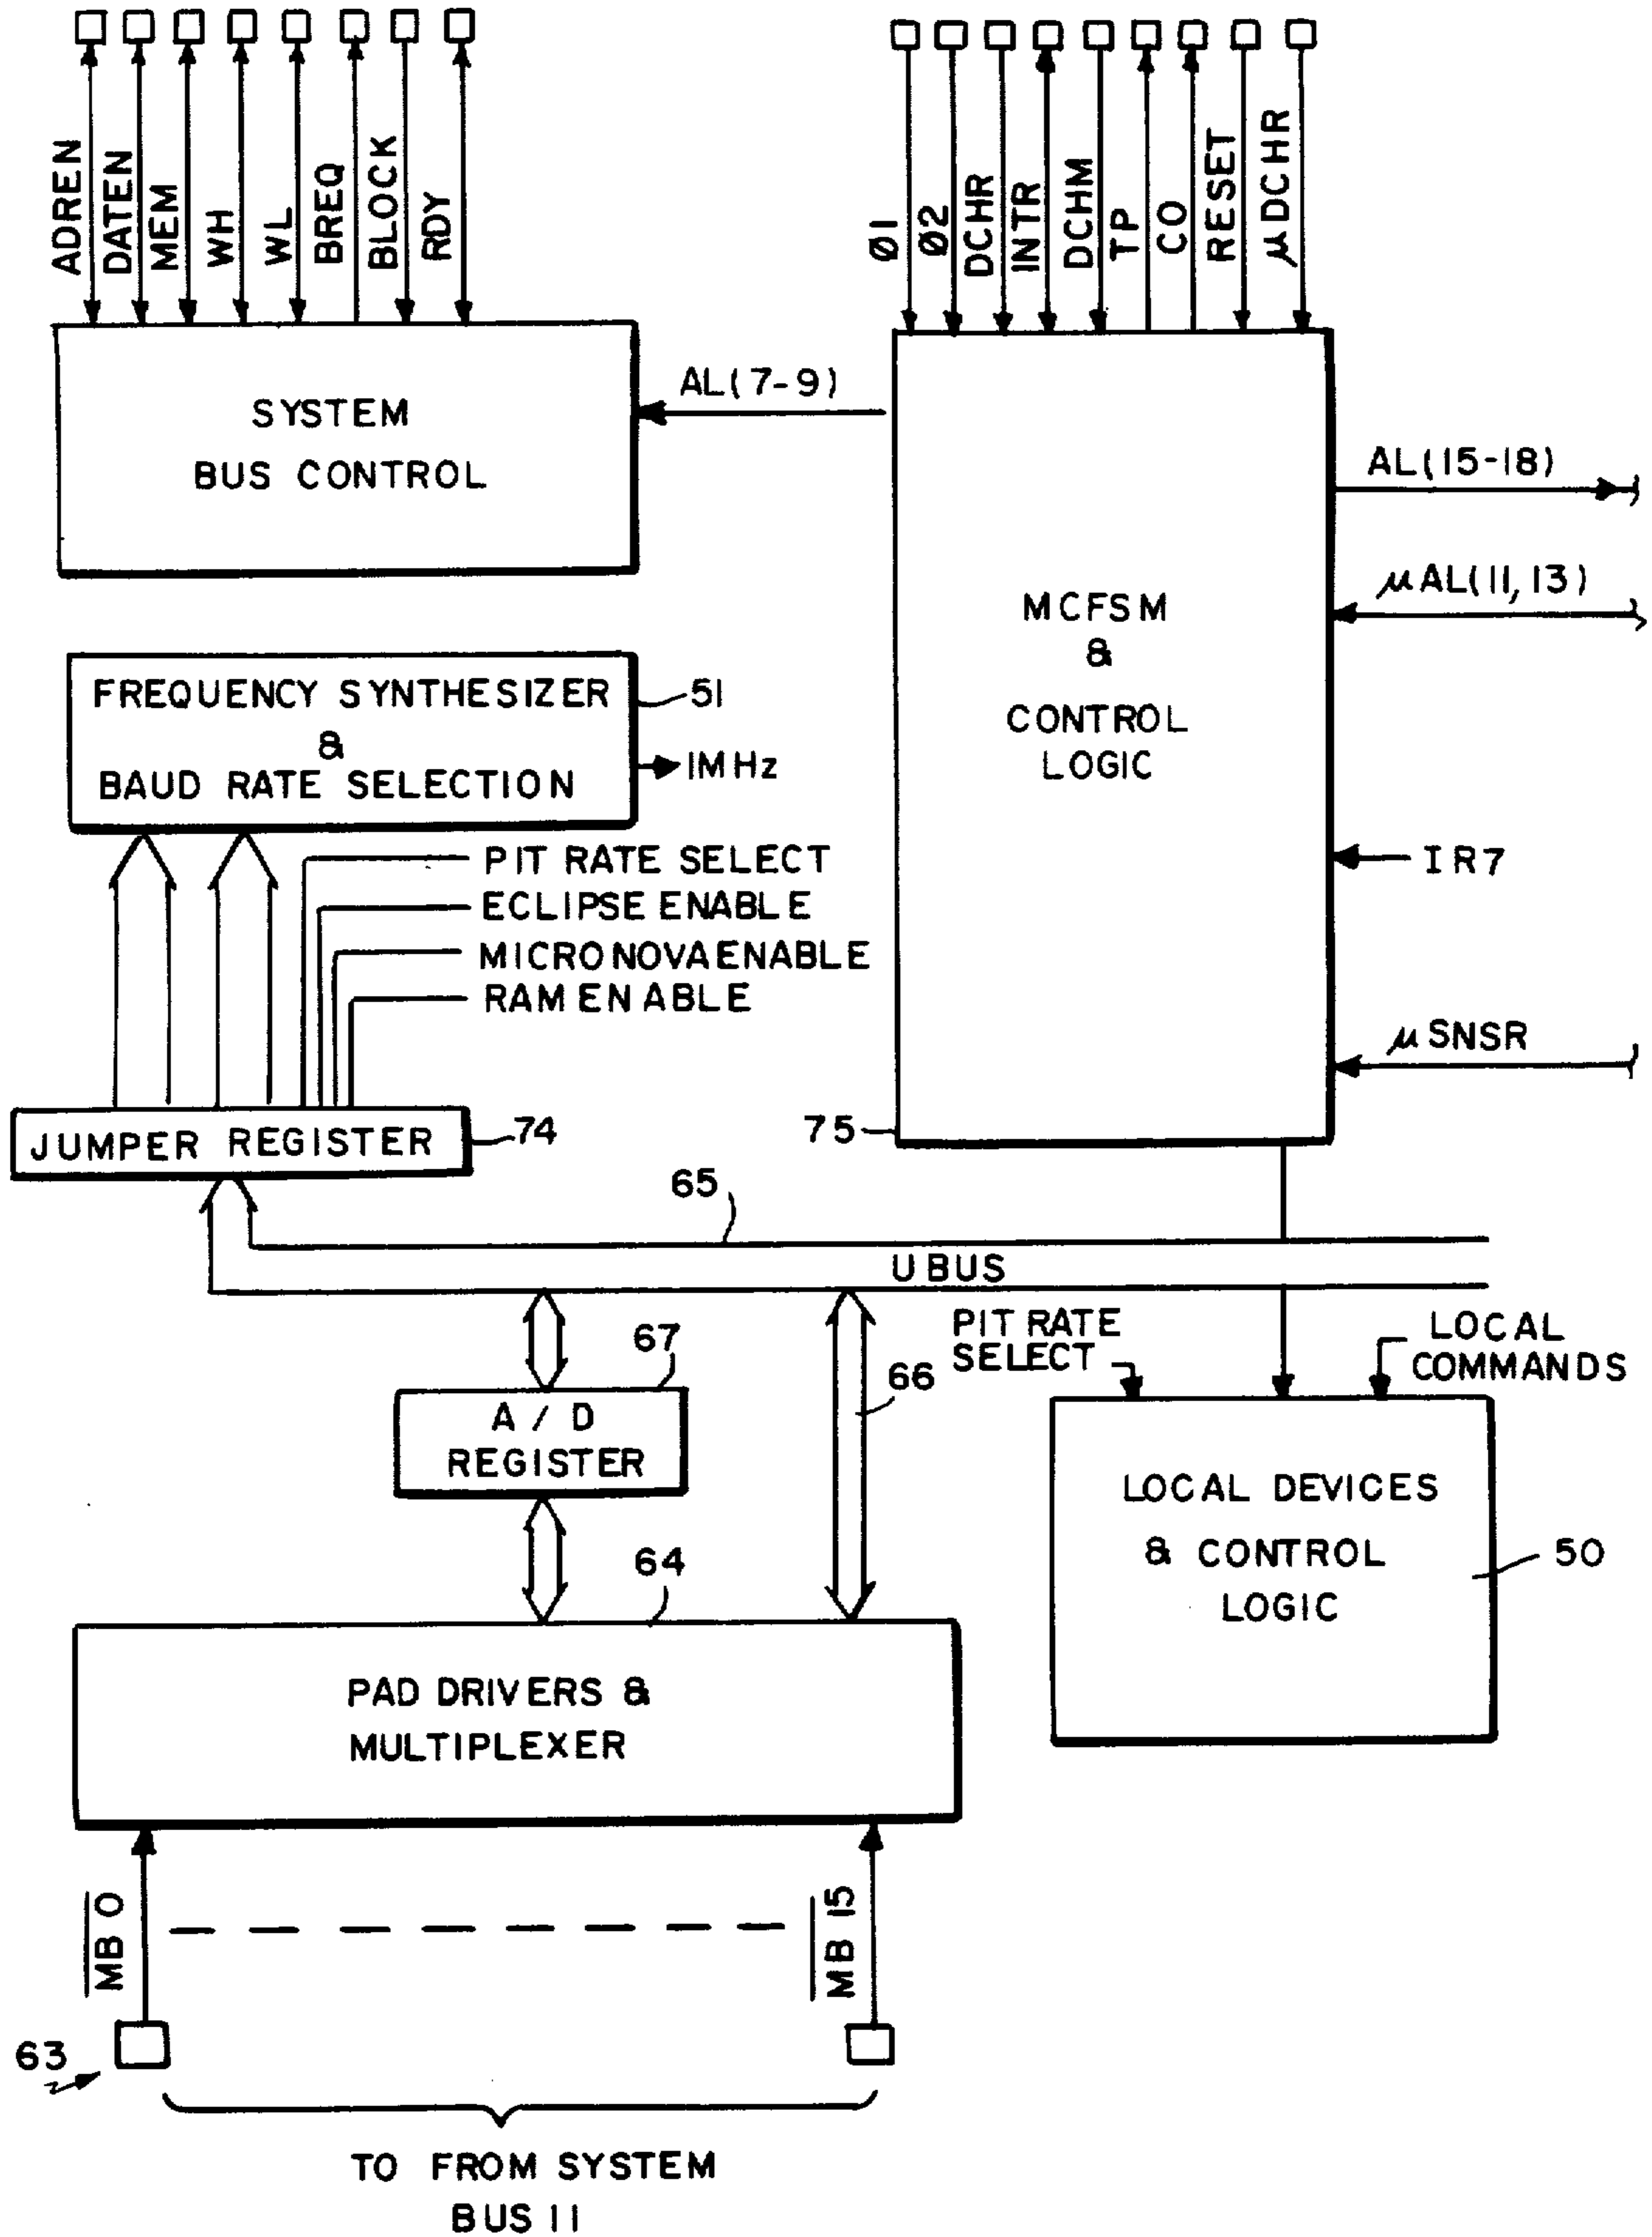 ADREN
DATEN
MEM
WH
WL
BREQ
BLOCK
RDY
Ø1
Ø2
DCHR
INTR
DCHM
TP
CO
RESET
μDCHR
SYSTEM
BUS CONTROL
AL(7-9)
AL(15-18)
μAL(11,13)
MCFSM
&
CONTROL
LOGIC
FREQUENCY SYNTHESIZER
&
BAUD RATE SELECTION
51
1MHz
PIT RATE SELECT
ECLIPSE ENABLE
MICRONOVA ENABLE
RAM ENABLE
IR7
μSNSR
JUMPER REGISTER
74
75
65
U BUS
67
A / D
REGISTER
66
PIT RATE
SELECT
LOCAL
COMMANDS
LOCAL DEVICES
& CONTROL
LOGIC
50
64
PAD DRIVERS &
MULTIPLEXER
MB 0
MB 15
63
TO FROM SYSTEM
BUS 11